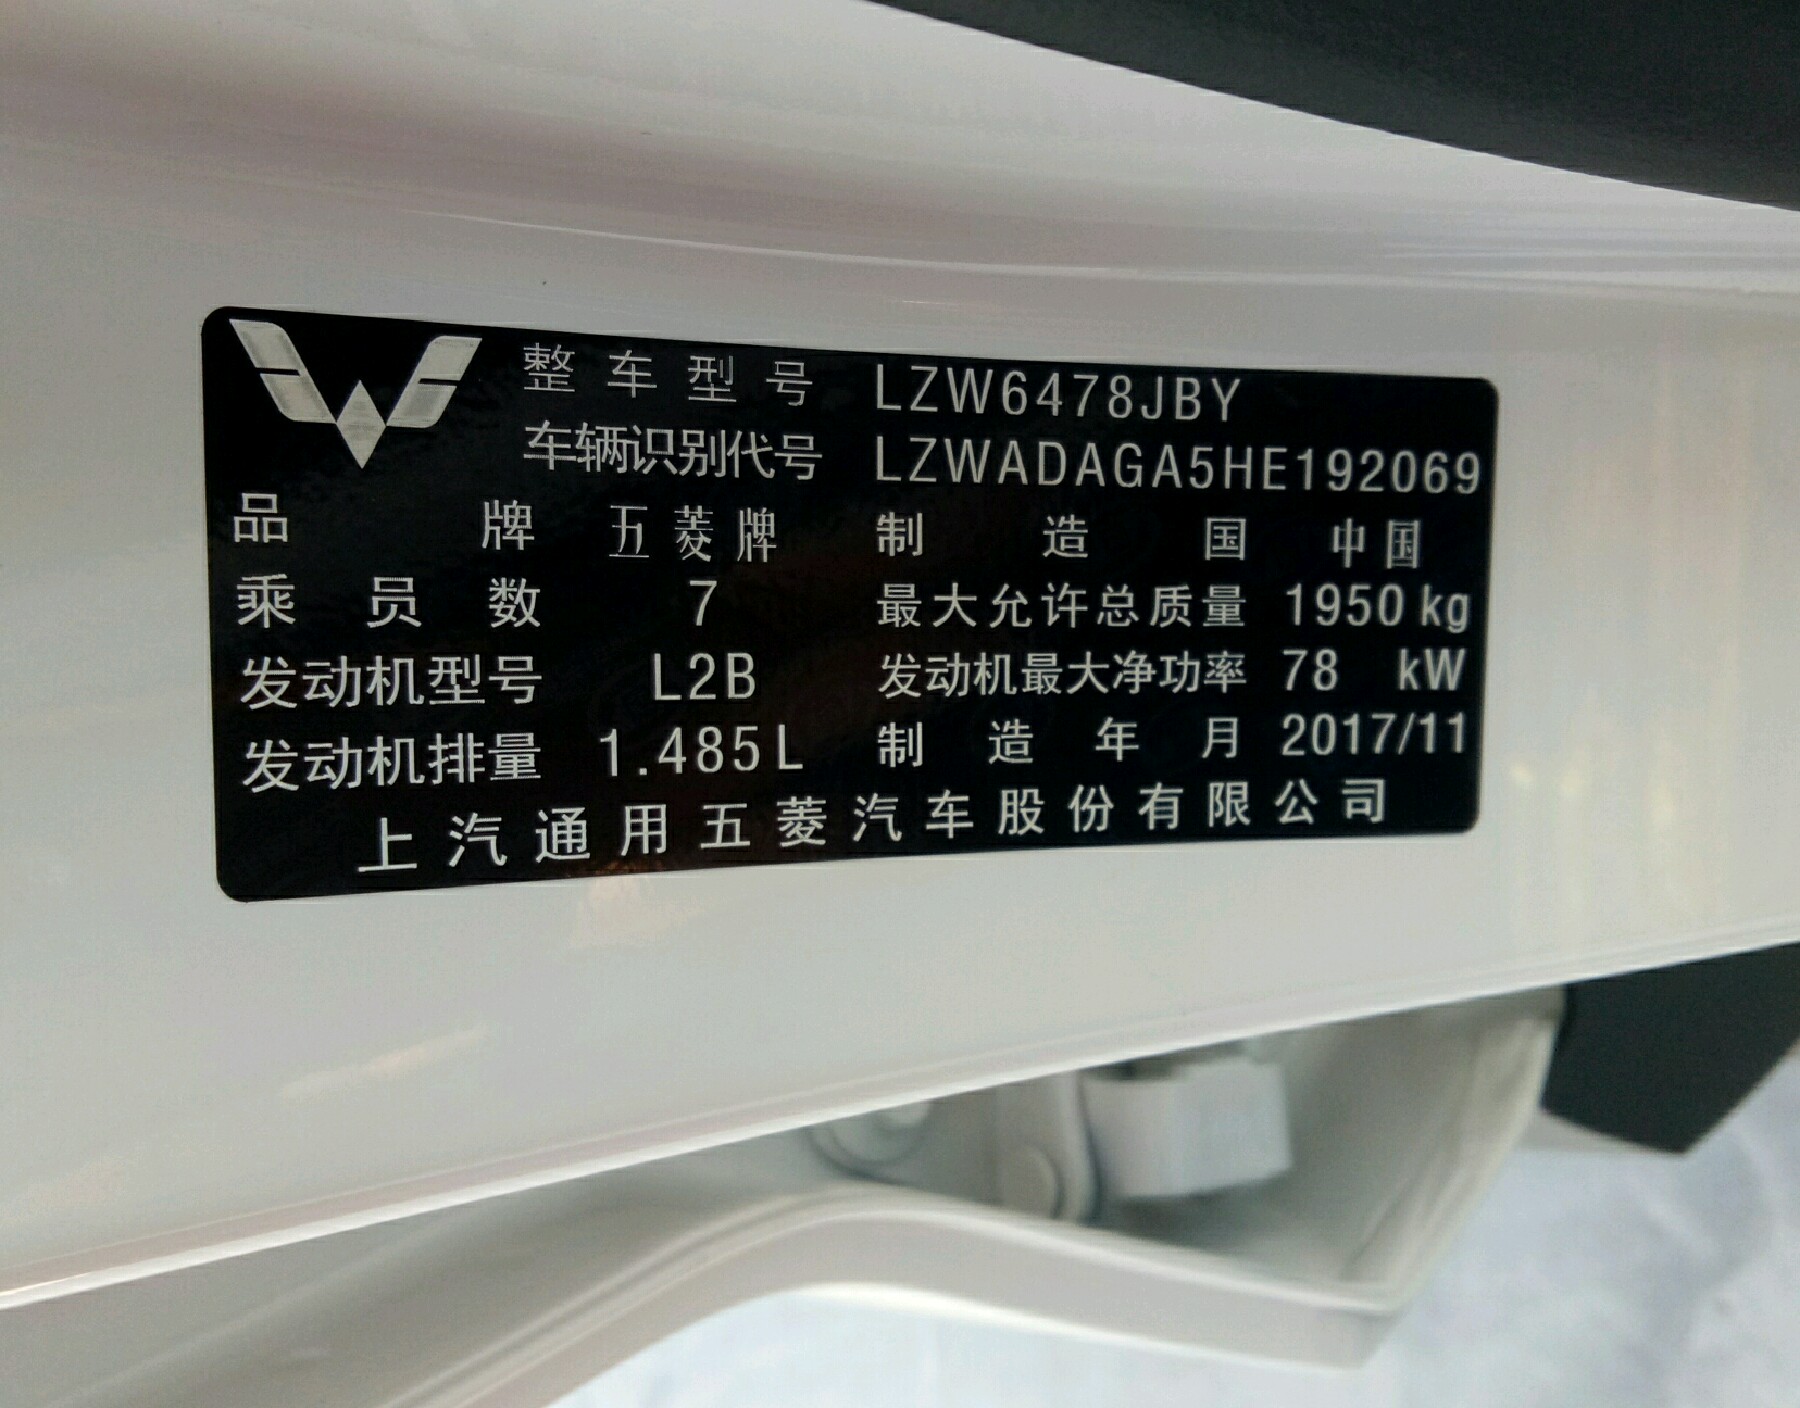 整车型号 LZW6478JBY
车辆识别代号 LZWADAGA5HE192069
品牌 五菱牌 制造国 中国
乘员数 7 最大允许总质量 1950 kg
发动机型号 L2B 发动机最大净功率 78 kW
发动机排量 1.485L 制造年月 2017/11
上汽通用五菱汽车股份有限公司